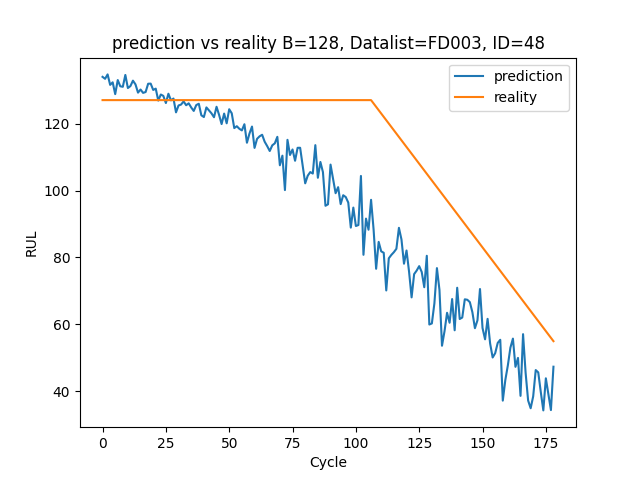 prediction vs reality B=128, Datalist=FD003, ID=48
prediction
reality
RUL
120
100
80
60
40
0 25 50 75 100 125 150 175
Cycle